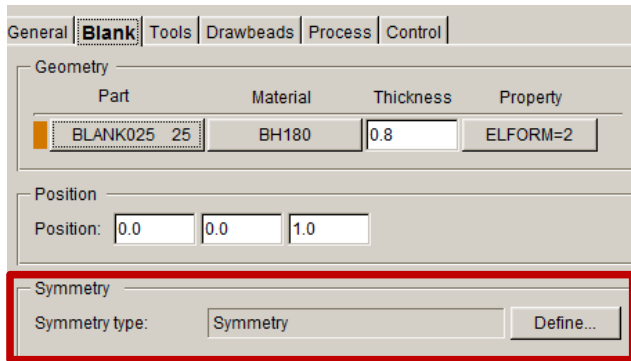 General Blank Tools Drawbeads Process Control
Geometry
Part Material Thickness Property
BLANK025 25 BH180 0.8 ELFORM=2
Position
Position: 0.0 0.0 1.0
Symmetry
Symmetry type: Symmetry Define...